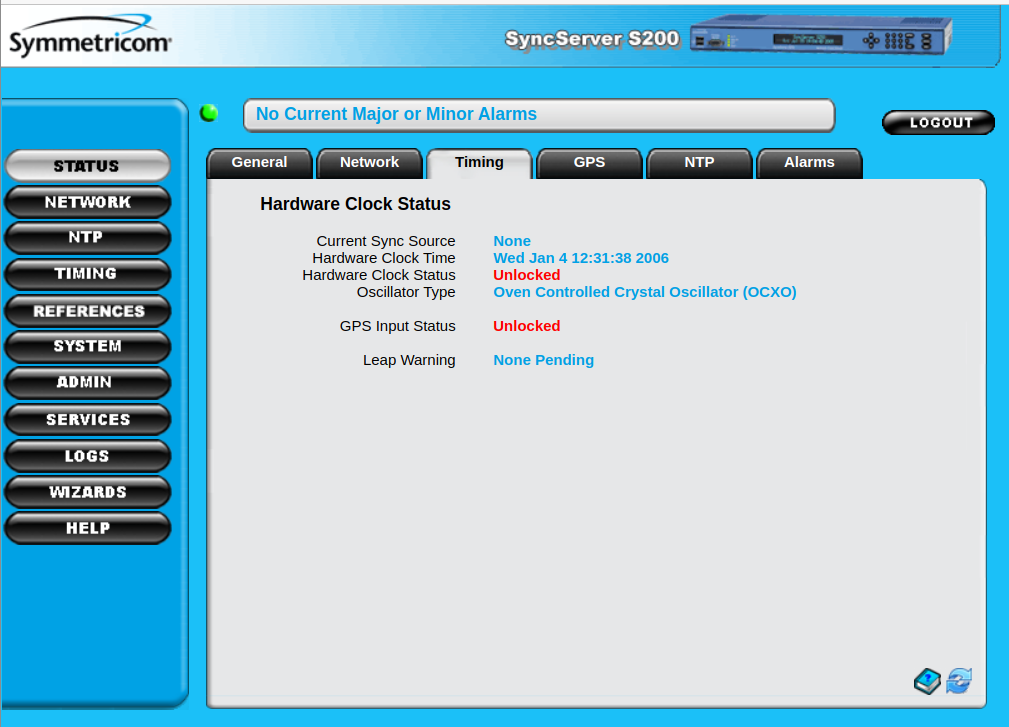 Symmetricom
SyncServer S200
No Current Major or Minor Alarms
LOGOUT
STATUS
NETWORK
NTP
TIMING
REFERENCES
SYSTEM
ADMIN
SERVICES
LOGS
WIZARDS
HELP
General Network Timing GPS NTP Alarms
Hardware Clock Status
Current Sync Source None
Hardware Clock Time Wed Jan 4 12:31:38 2006
Hardware Clock Status Unlocked
Oscillator Type Oven Controlled Crystal Oscillator (OCXO)
GPS Input Status Unlocked
Leap Warning None Pending